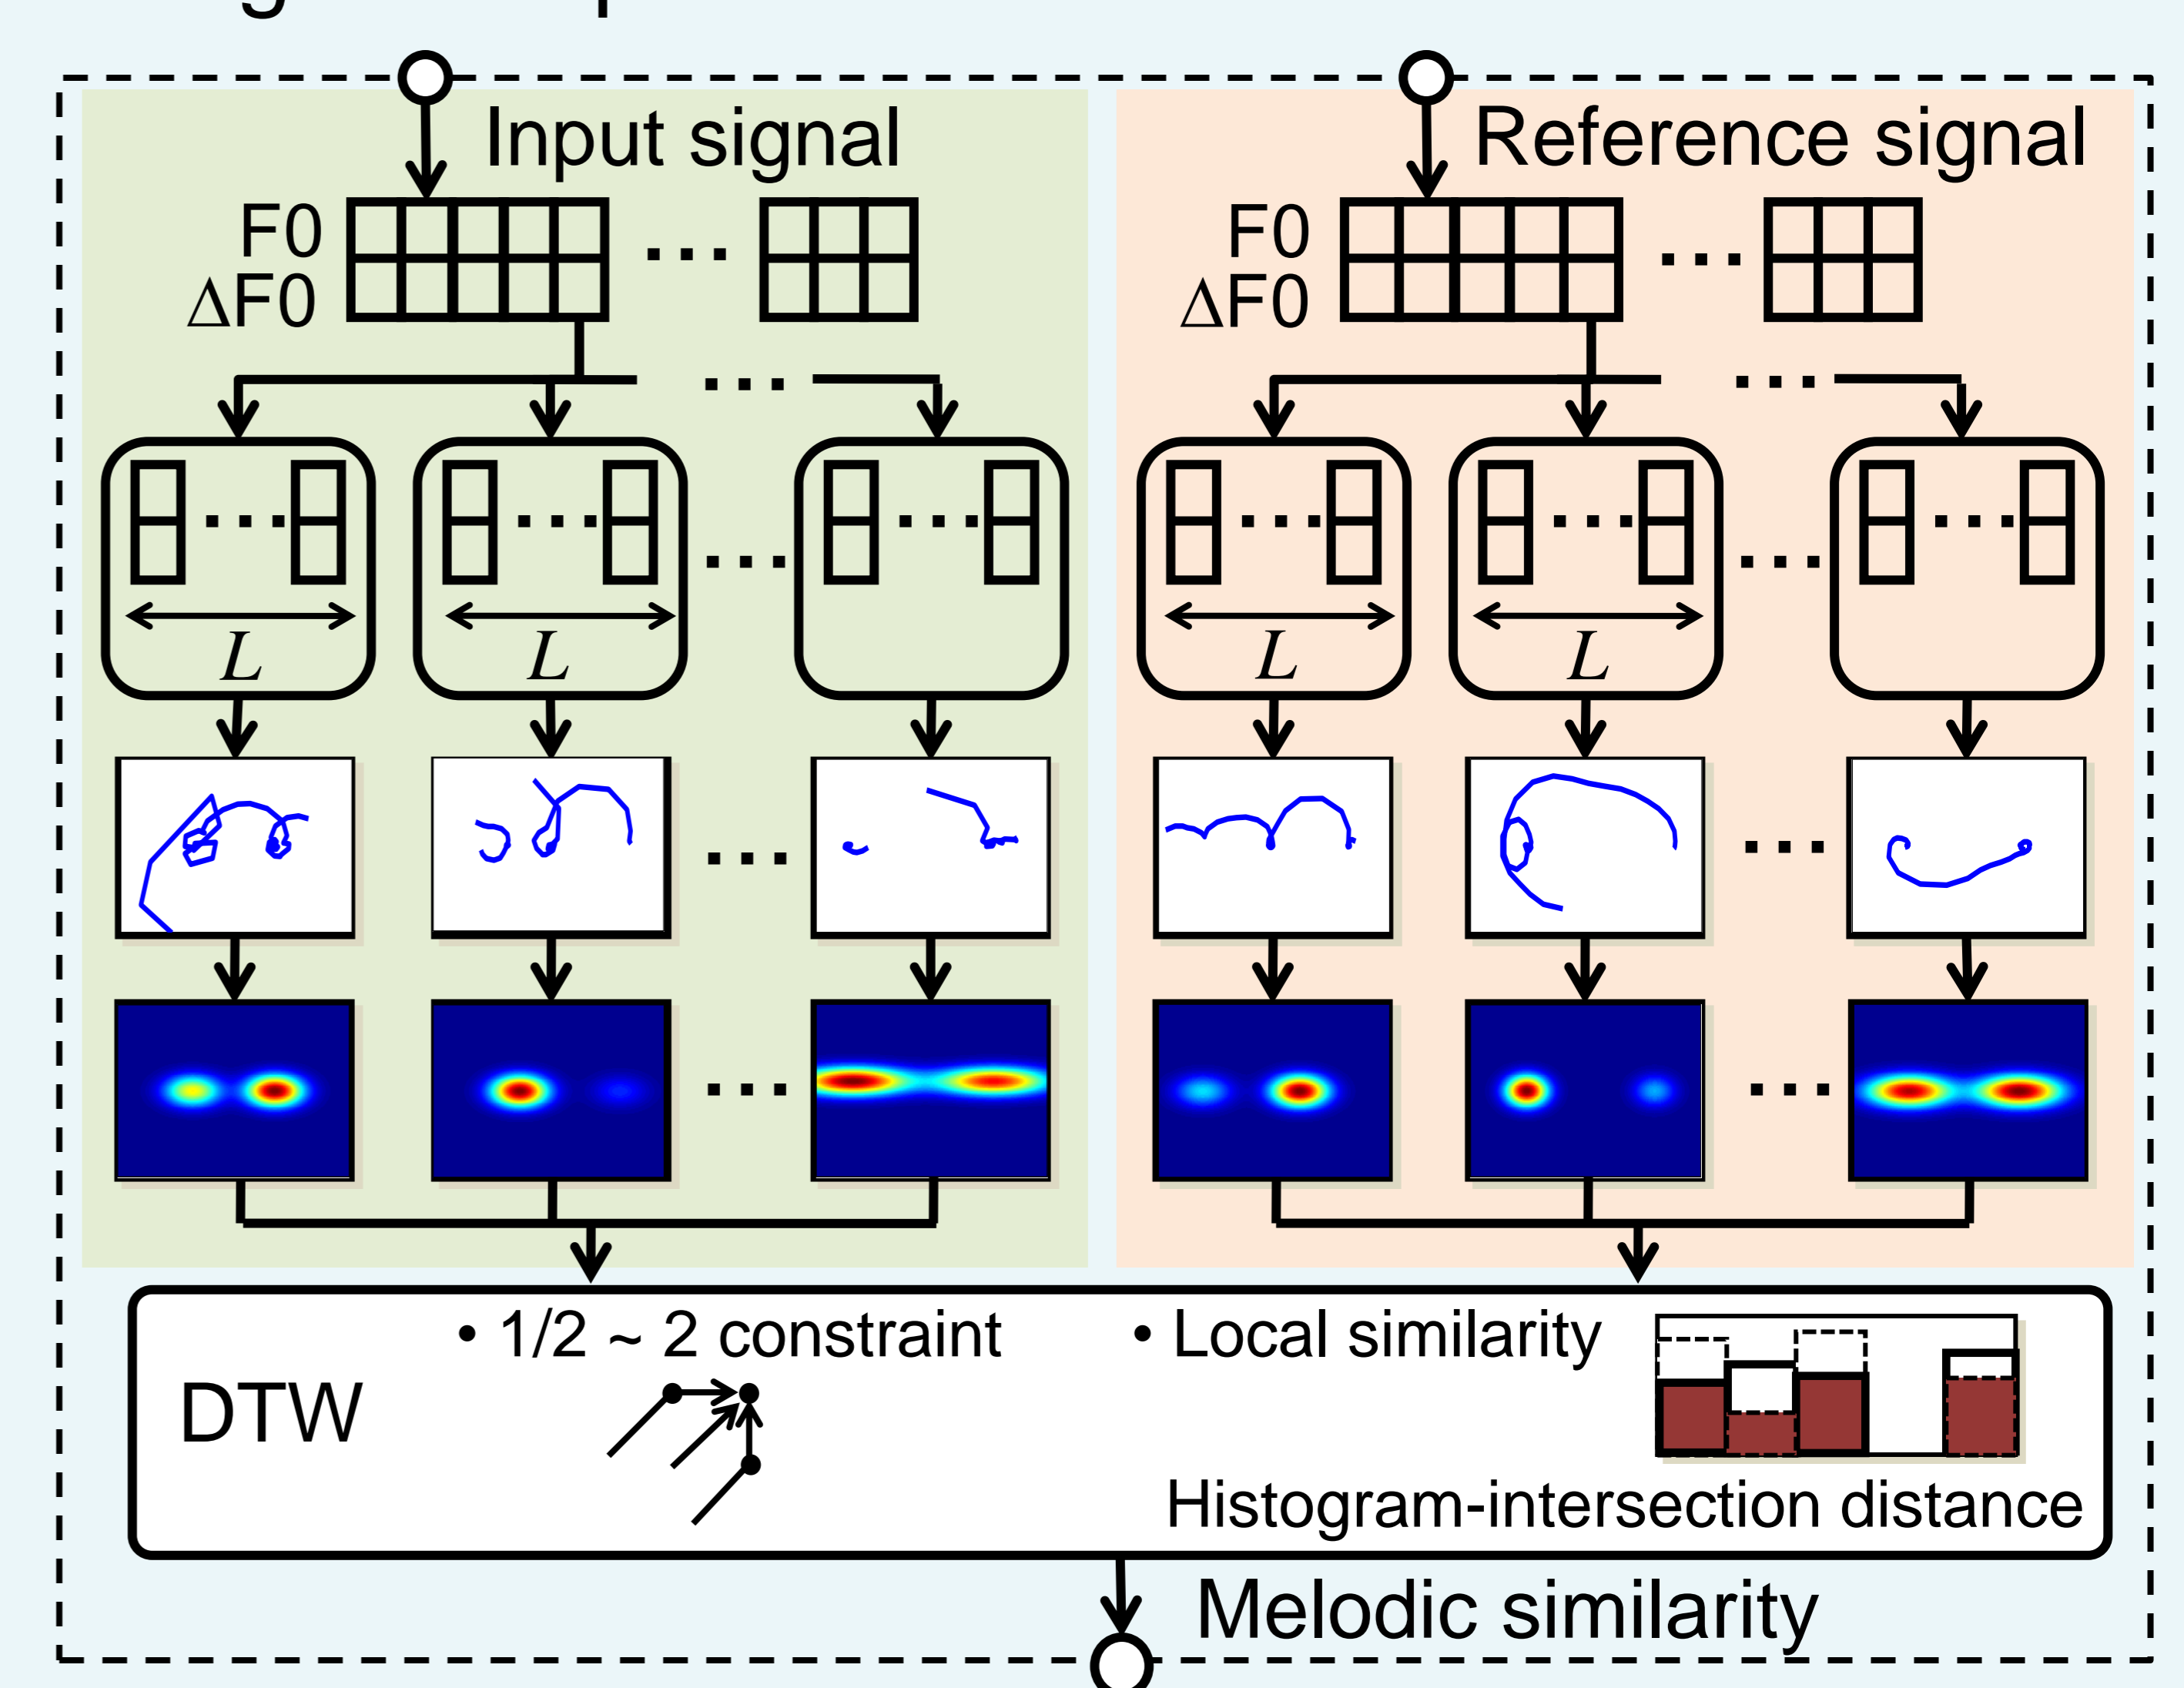 Input signal
F0
ΔF0
L
L
Reference signal
F0
ΔF0
L
L
DTW
• 1/2 ~ 2 constraint
• Local similarity
Histogram-intersection distance
Melodic similarity